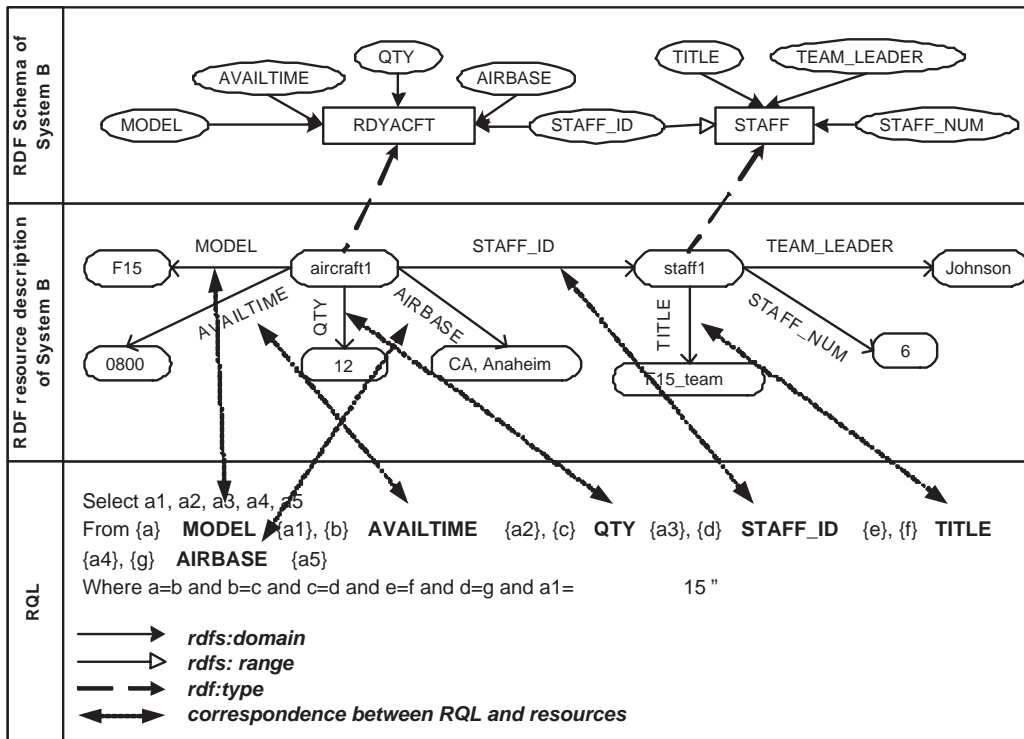 RDF Schema of
System B
QTY
TITLE
TEAM_LEADER
AVAILTIME
AIRBASE
MODEL
RDYACFT
STAFF_ID
STAFF
STAFF_NUM
RDF resource description
of System B
MODEL
STAFF_ID
TEAM_LEADER
F15
aircraft1
staff1
Johnson
AVAILTIME
QTY
AIRBASE
TITLE
STAFF_NUM
0800
12
CA, Anaheim
F15_team
6
RQL
Select a1, a2, a3, a4, a5
From {a} MODEL {a1}, {b} AVAILTIME {a2}, {c} QTY {a3}, {d} STAFF_ID {e}, {f} TITLE
{a4}, {g} AIRBASE {a5}
Where a=b and b=c and c=d and e=f and d=g and a1= 15 ”
rdfs:domain
rdfs: range
rdf:type
correspondence between RQL and resources